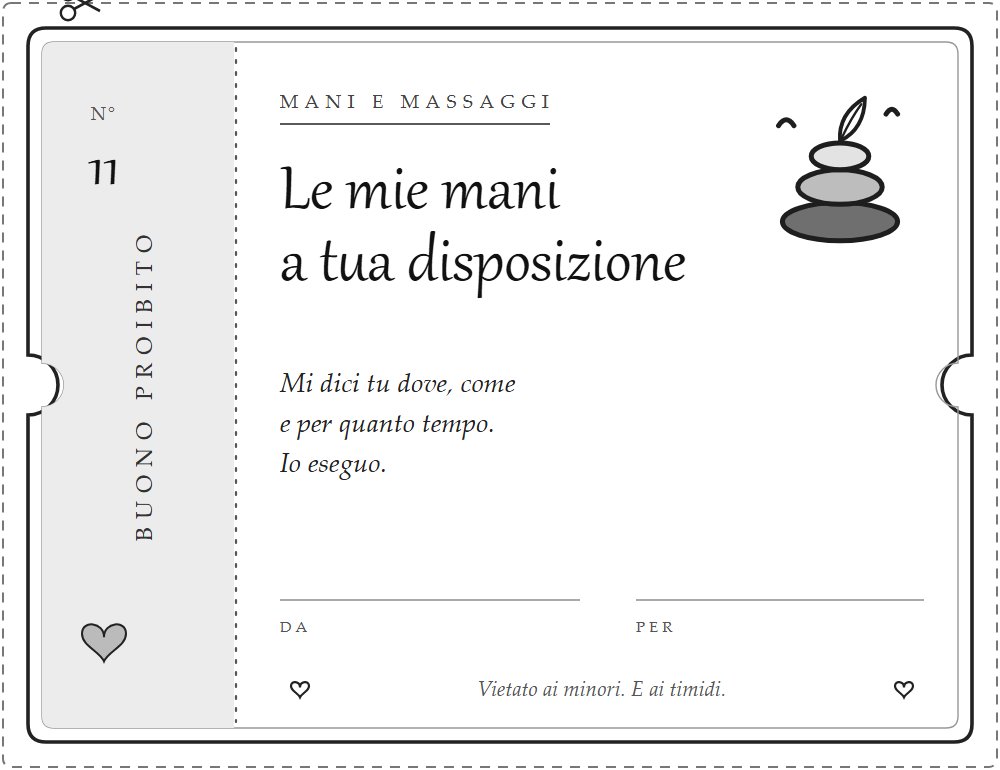 N°
11
BUONO PROIBITO
MANI E MASSAGGI
Le mie mani
a tua disposizione
Mi dici tu dove, come
e per quanto tempo.
Io eseguo.
DA
PER
Vietato ai minori. E ai timidi.